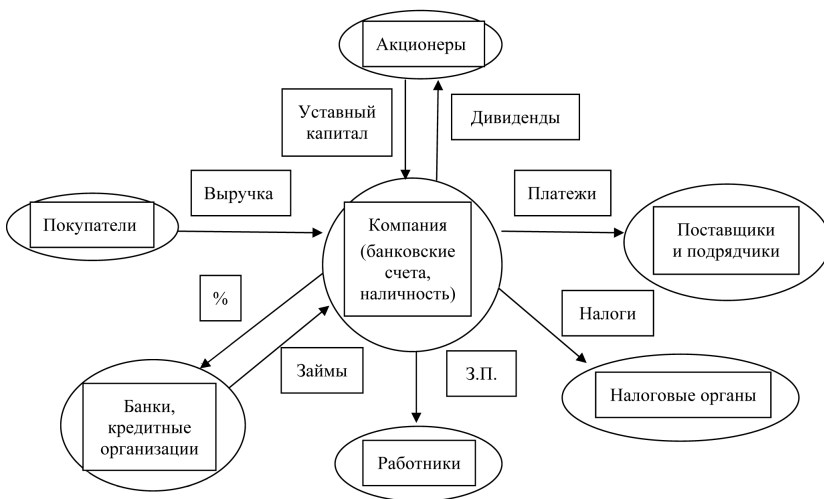 Акционеры
Уставный
капитал
Дивиденды
Выручка
Платежи
Покупатели
Компания
(банковские
счета,
наличность)
Поставщики
и подрядчики
%
Налоги
Займы
З.П.
Банки,
кредитные
организации
Налоговые органы
Работники